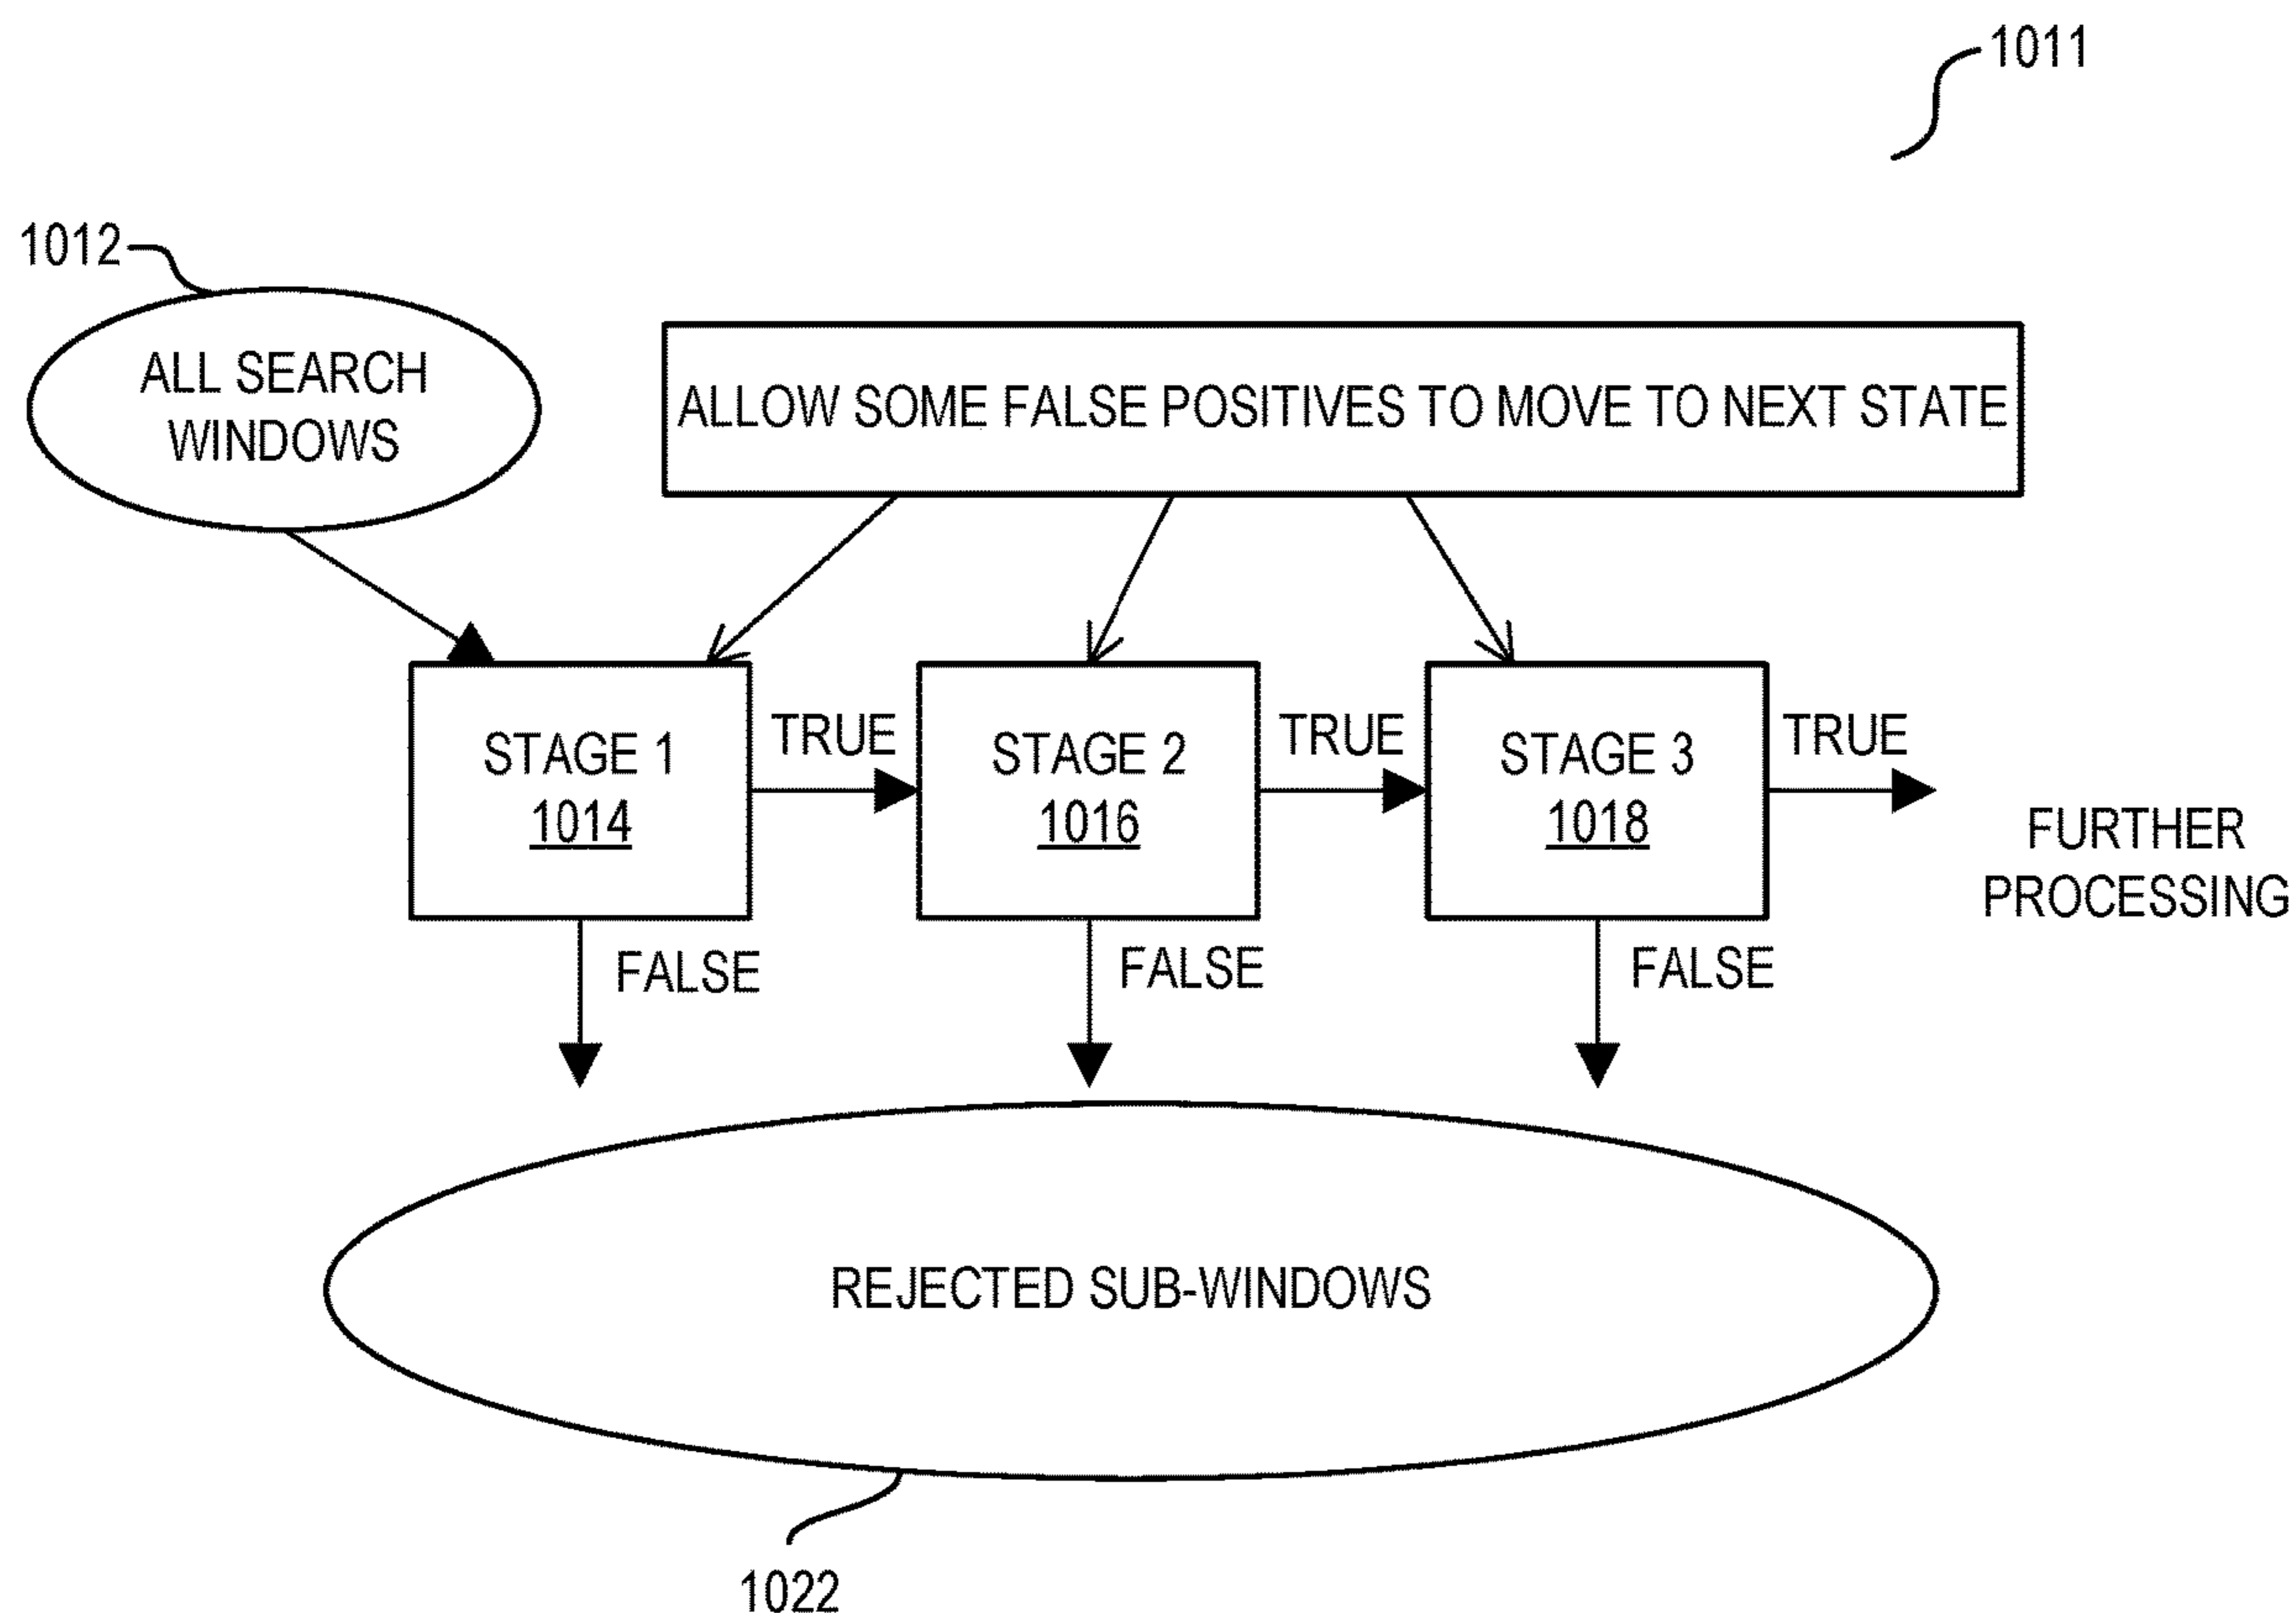 1011
1012
ALL SEARCH
WINDOWS
ALLOW SOME FALSE POSITIVES TO MOVE TO NEXT STATE
STAGE 1
1014
TRUE
STAGE 2
1016
TRUE
STAGE 3
1018
TRUE
FURTHER
PROCESSING
FALSE
FALSE
FALSE
REJECTED SUB-WINDOWS
1022